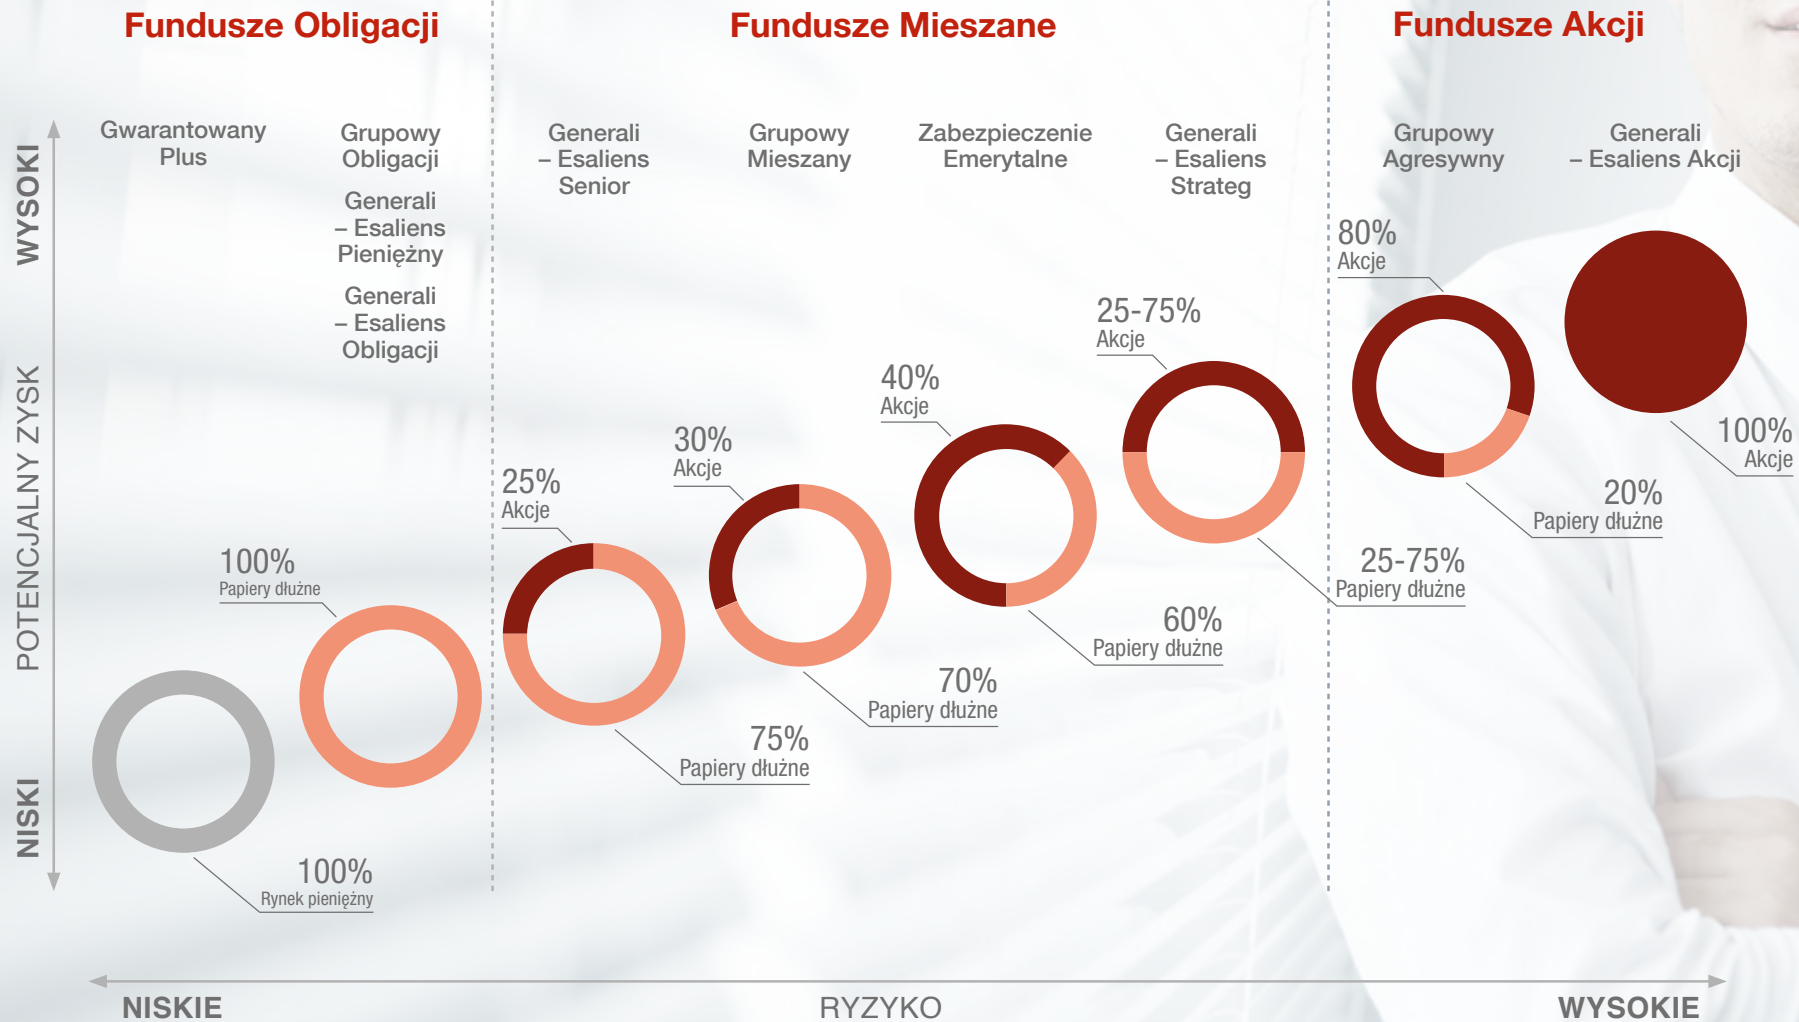 Fundusze Obligacji
Fundusze Mieszane
Fundusze Akcji
Gwarantowany
Plus
Grupowy
Obligacji
Generali
– Esaliens
Pieniężny
Generali
– Esaliens
Obligacji
Generali
– Esaliens
Senior
Grupowy
Mieszany
Zabezpieczenie
Emerytalne
Generali
– Esaliens
Strateg
Grupowy
Agresywny
Generali
– Esaliens Akcji
WYSOKI
POTENCJALNY ZYSK
NISKI
100%
Rynek pieniężny
100%
Papiery dłużne
25%
Akcje
75%
Papiery dłużne
30%
Akcje
70%
Papiery dłużne
40%
Akcje
60%
Papiery dłużne
25-75%
Akcje
25-75%
Papiery dłużne
80%
Akcje
20%
Papiery dłużne
100%
Akcje
NISKIE
RYZYKO
WYSOKIE